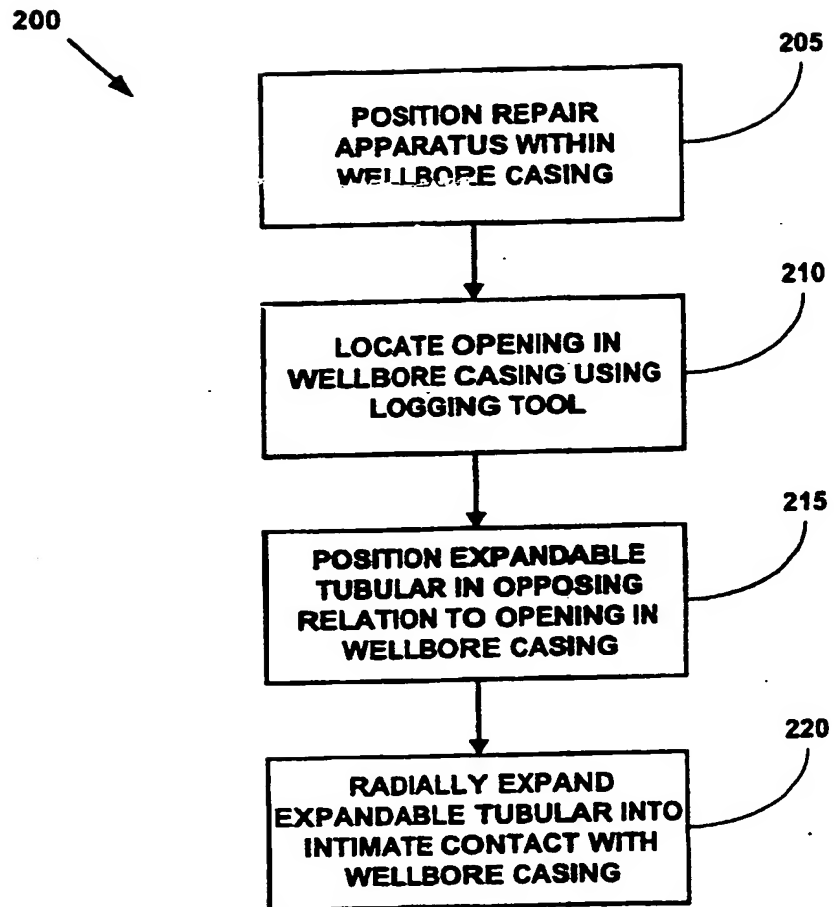 200
205
POSITION REPAIR
APPARATUS WITHIN
WELLBORE CASING
210
LOCATE OPENING IN
WELLBORE CASING USING
LOGGING TOOL
215
POSITION EXPANDABLE
TUBULAR IN OPPOSING
RELATION TO OPENING IN
WELLBORE CASING
220
RADIALLY EXPAND
EXPANDABLE TUBULAR INTO
INTIMATE CONTACT WITH
WELLBORE CASING